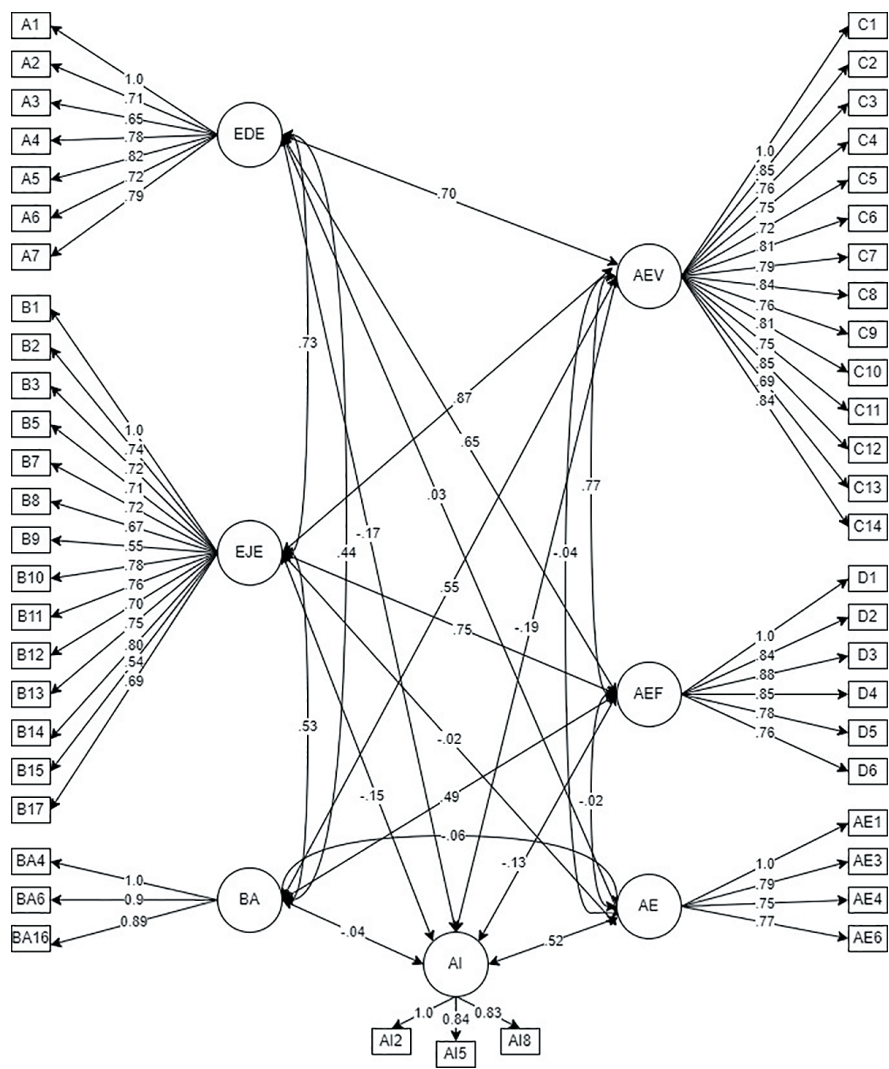 A1
A2
A3
A4
A5
A6
A7
1.0
.71
.65
.78
.82
.72
.79
EDE
B1
B2
B3
B5
B7
B8
B9
B10
B11
B12
B13
B14
B15
B17
1.0
.74
.72
.71
.72
.67
.55
.78
.76
.70
.75
.80
.54
.69
EJE
BA4
BA6
BA16
1.0
0.9
0.89
BA
.70
.73
.87
.65
.03
.77
-.17
.44
-.04
.55
-.19
.75
.53
-.02
-.15
.49
-.02
-.06
-.13
-.04
.52
AI
1.0
0.84
0.83
AI2
AI5
AI8
AEV
1.0
.85
.76
.75
.72
.81
.79
.84
.76
.81
.75
.85
.69
.84
C1
C2
C3
C4
C5
C6
C7
C8
C9
C10
C11
C12
C13
C14
AEF
1.0
.84
.88
.85
.78
.76
D1
D2
D3
D4
D5
D6
AE
1.0
.79
.75
.77
AE1
AE3
AE4
AE6